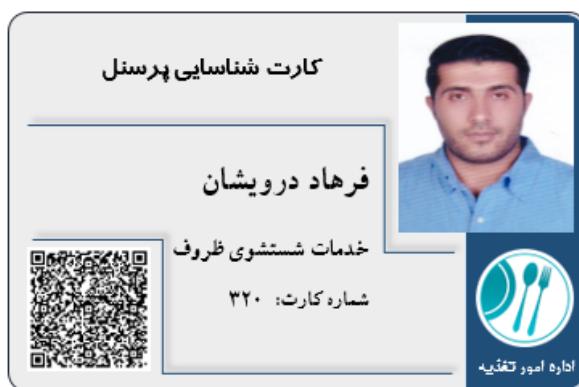 کارت شناسایی پرسنل
فرهاد درویشان
خدمات شستشوی ظروف
شماره کارت: ۳۲۰
اداره امور تغذیه